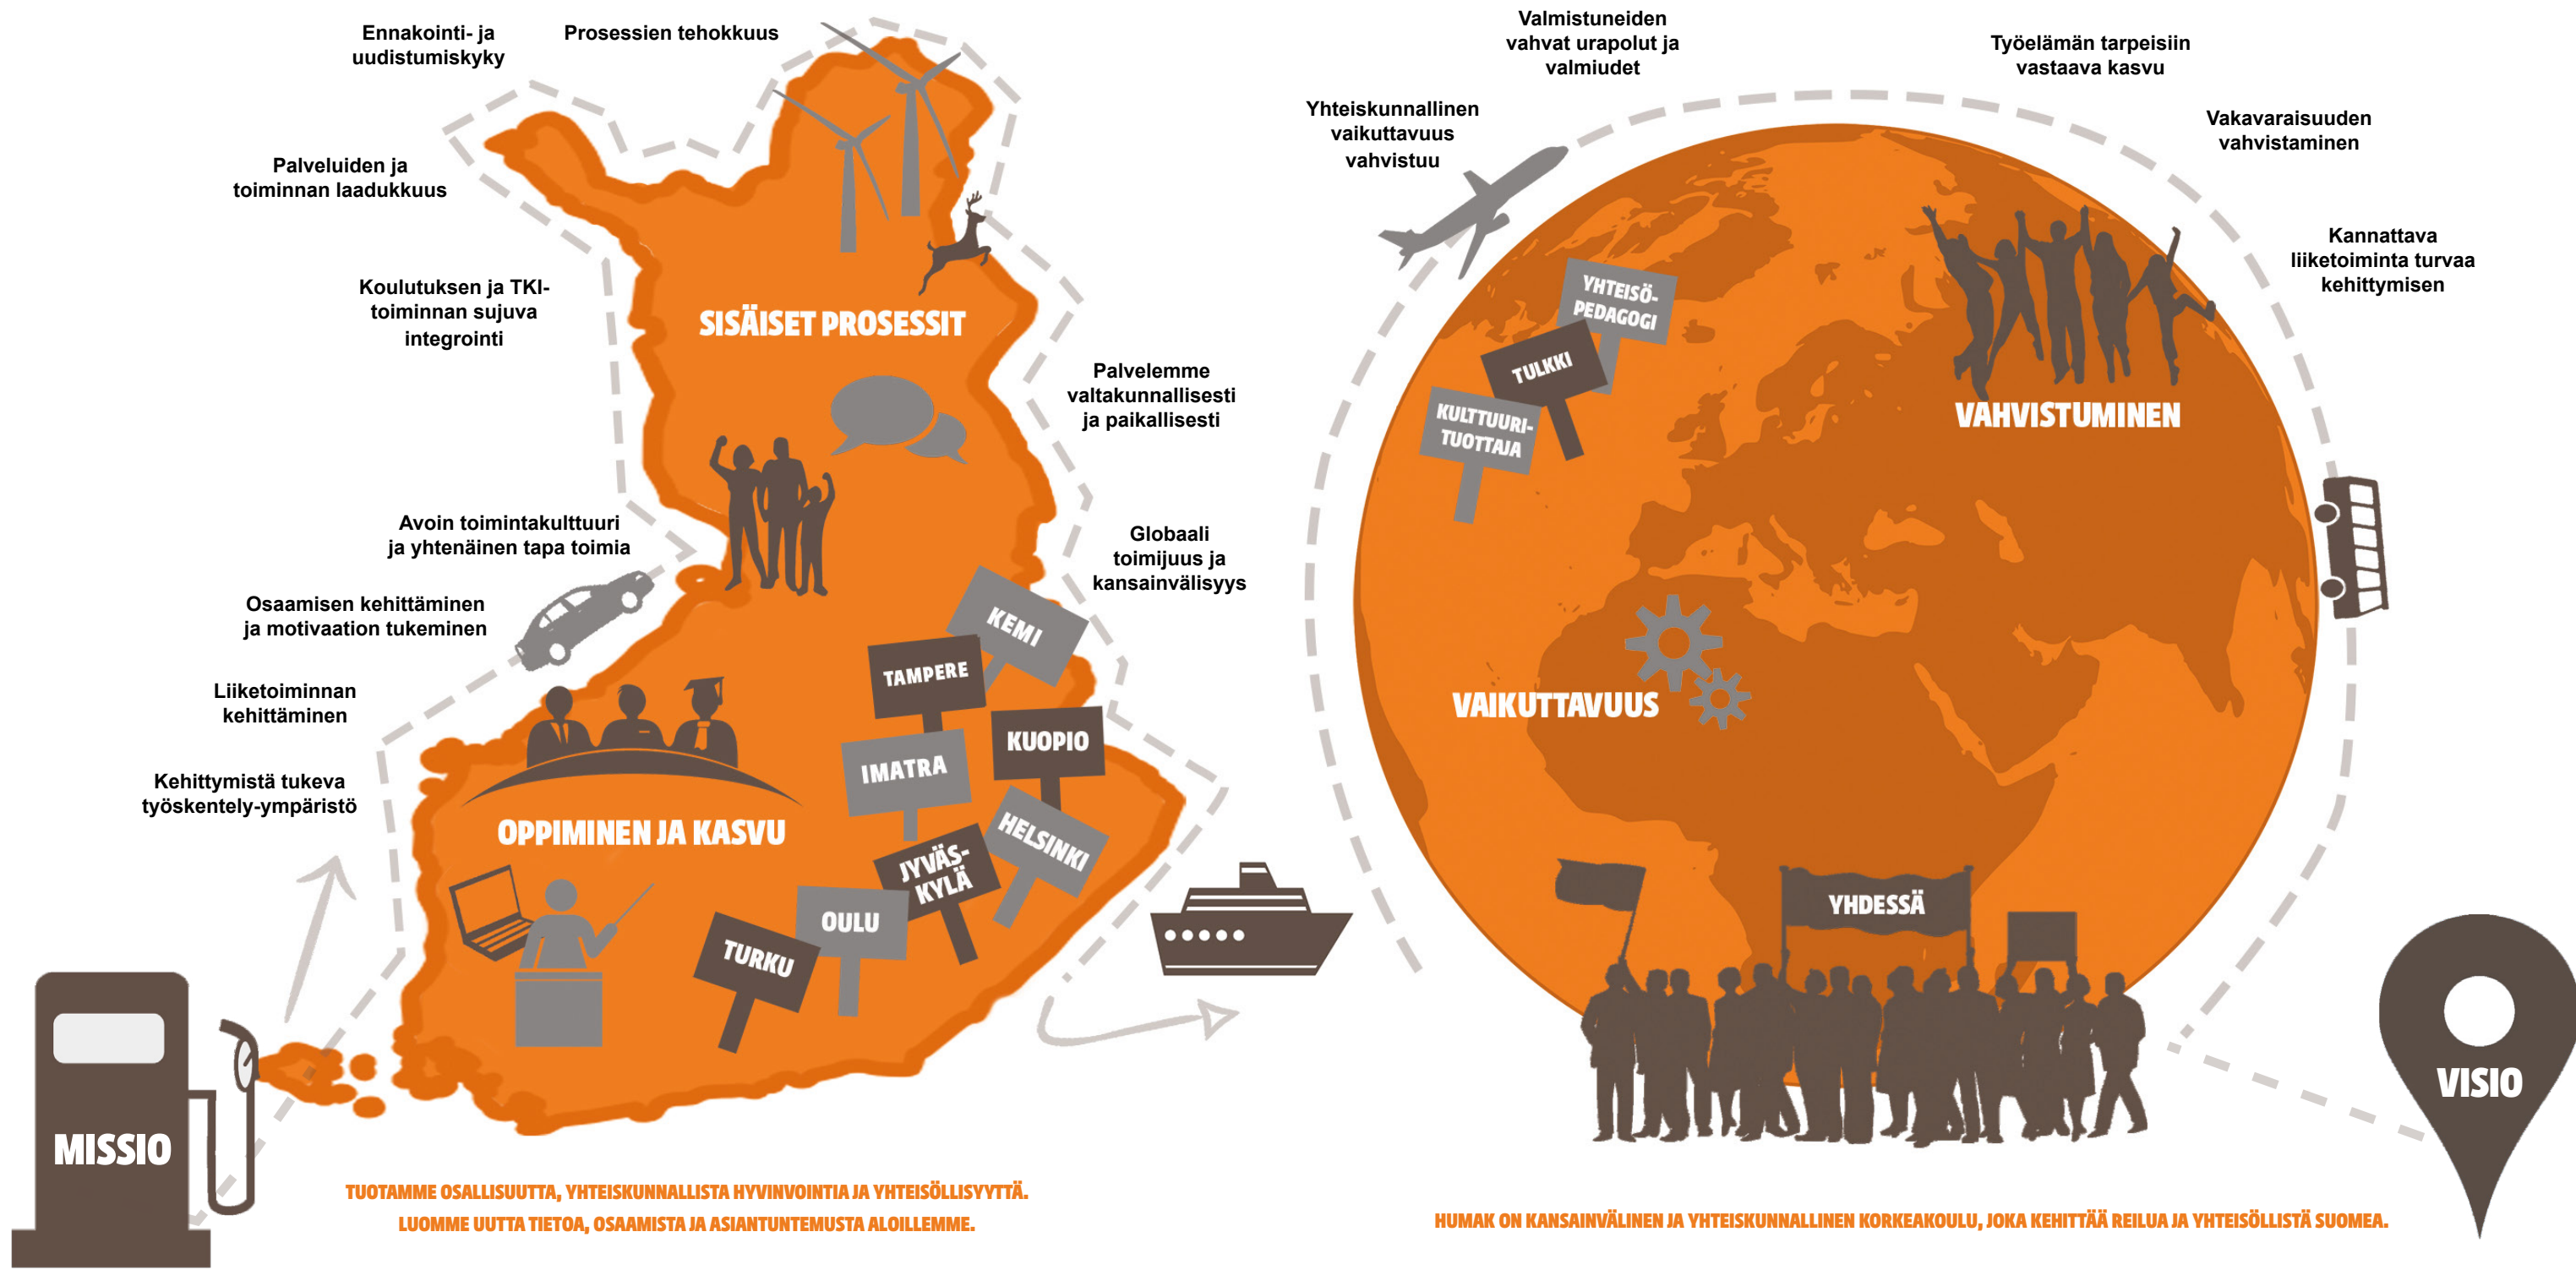 Ennakointi- ja
uudistumiskyky
Prosessien tehokkuus
Palveluiden ja
toiminnan laadukkuus
Koulutuksen ja TKI-
toiminnan sujuva
integrointi
Avoin toimintakulttuuri
ja yhtenäinen tapa toimia
Osaamisen kehittäminen
ja motivaation tukeminen
Liiketoiminnan
kehittäminen
Kehittymistä tukeva
työskentely-ympäristö
SISÄISET PROSESSIT
Palvelemme
valtakunnallisesti
ja paikallisesti
Globaali
toimijuus ja
kansainvälisyys
KEMI
TAMPERE
KUOPIO
IMATRA
HELSINKI
JYVÄS-
KYLÄ
OULU
TURKU
OPPIMINEN JA KASVU
MISSIO
TUOTAMME OSALLISUUTTA, YHTEISKUNNALLISTA HYVINVOINTIA JA YHTEISÖLLISYYTTÄ.
LUOMME UUTTA TIETOA, OSAAMISTA JA ASIANTUNTEMUSTA ALOILLEMME.
Yhteiskunnallinen
vaikuttavuus
vahvistuu
Valmistuneiden
vahvat urapolut ja
valmiudet
Työelämän tarpeisiin
vastaava kasvu
Vakavaraisuuden
vahvistaminen
Kannattava
liiketoiminta turvaa
kehittymisen
YHTEISÖ-
PEDAGOGI
TULKKI
KULTTUURI-
TUOTTAJA
VAHVISTUMINEN
VAIKUTTAVUUS
YHDESSÄ
VISIO
HUMAK ON KANSAINVÄLINEN JA YHTEISKUNNALLINEN KORKEAKOULU, JOKA KEHITTÄÄ REILUA JA YHTEISÖLLISTÄ SUOMEA.